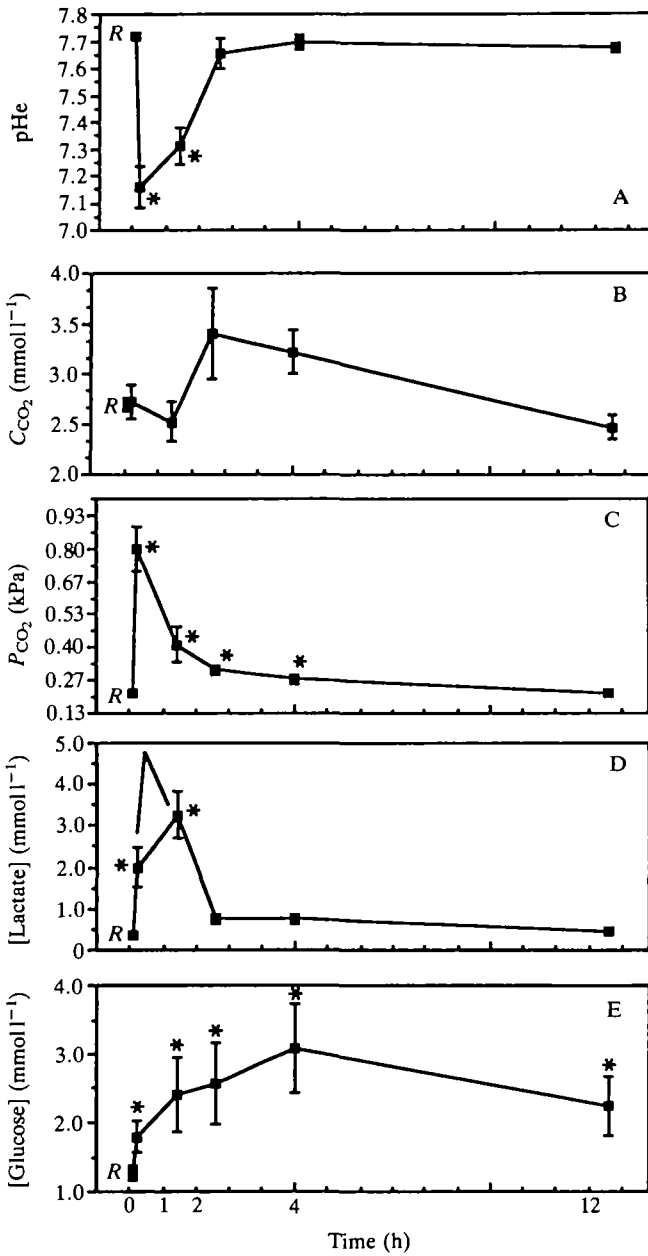 7.8
7.7
7.6
7.5
7.4
7.3
7.2
7.1
7.0
pHe
R
*
*
A
4.0
3.5
3.0
2.5
2.0
C_CO₂ (mmol l⁻¹)
R
B
0.93
0.80
0.67
0.53
0.40
0.27
0.13
P_CO₂ (kPa)
R
*
*
*
*
C
5.0
4.0
3.0
2.0
1.0
0
[Lactate] (mmol l⁻¹)
R
*
*
D
4.0
3.0
2.0
1.0
[Glucose] (mmol l⁻¹)
R
*
*
*
*
*
E
0 1 2 4 12
Time (h)